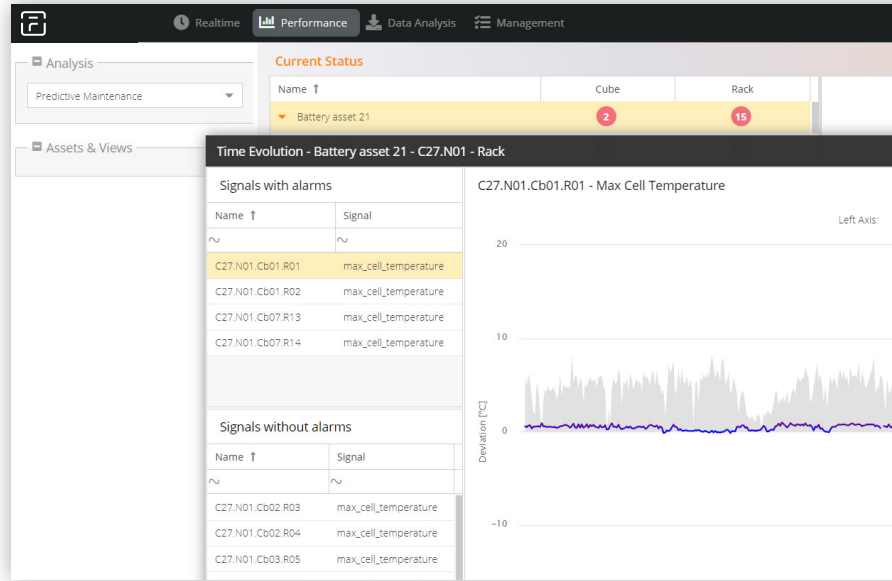 Realtime Performance Data Analysis Management
Analysis
Predictive Maintenance
Assets & Views
Current Status
Name ↑ Cube Rack
Battery asset 21 2 15
Time Evolution - Battery asset 21 - C27.N01 - Rack
Signals with alarms
Name ↑ Signal
C27.N01.Cb01.R01 max_cell_temperature
C27.N01.Cb01.R02 max_cell_temperature
C27.N01.Cb07.R13 max_cell_temperature
C27.N01.Cb07.R14 max_cell_temperature
Signals without alarms
Name ↑ Signal
C27.N01.Cb02.R03 max_cell_temperature
C27.N01.Cb02.R04 max_cell_temperature
C27.N01.Cb03.R05 max_cell_temperature
C27.N01.Cb01.R01 - Max Cell Temperature
Left Axis:
20
10
0
-10
Deviation [°C]